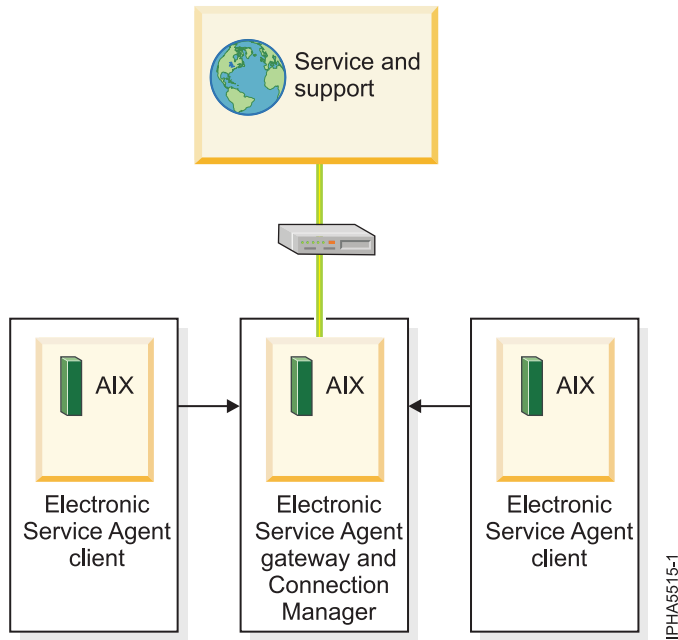 Service and
support
AIX
Electronic
Service Agent
client
AIX
Electronic
Service Agent
gateway and
Connection
Manager
AIX
Electronic
Service Agent
client
IPHA5515-1